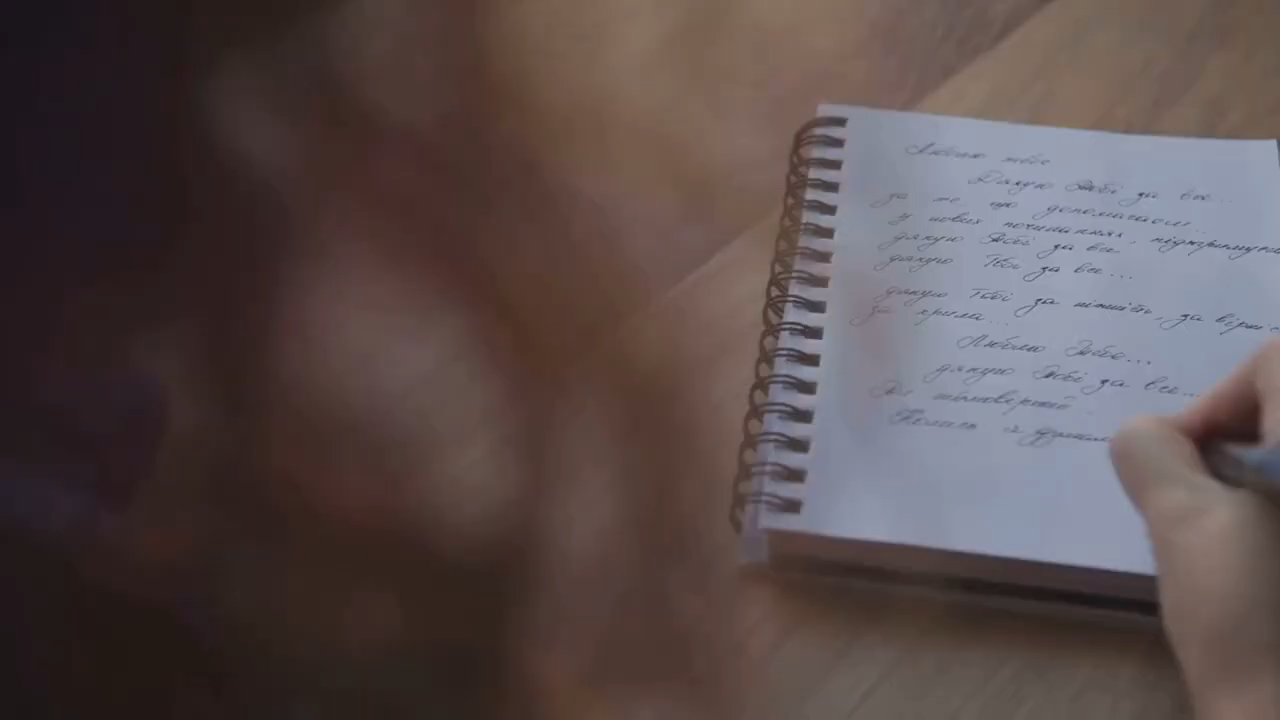 Люблю тебе
Дякую Тобі за все...
за те, що допомагаєш..
у нових починаннях, підтримуєш
дякую Тобі за все
дякую Тобі за все...
дякую Тобі за ніжність, за вірн
за крила...
Люблю Тебе...
дякую Тобі за все...